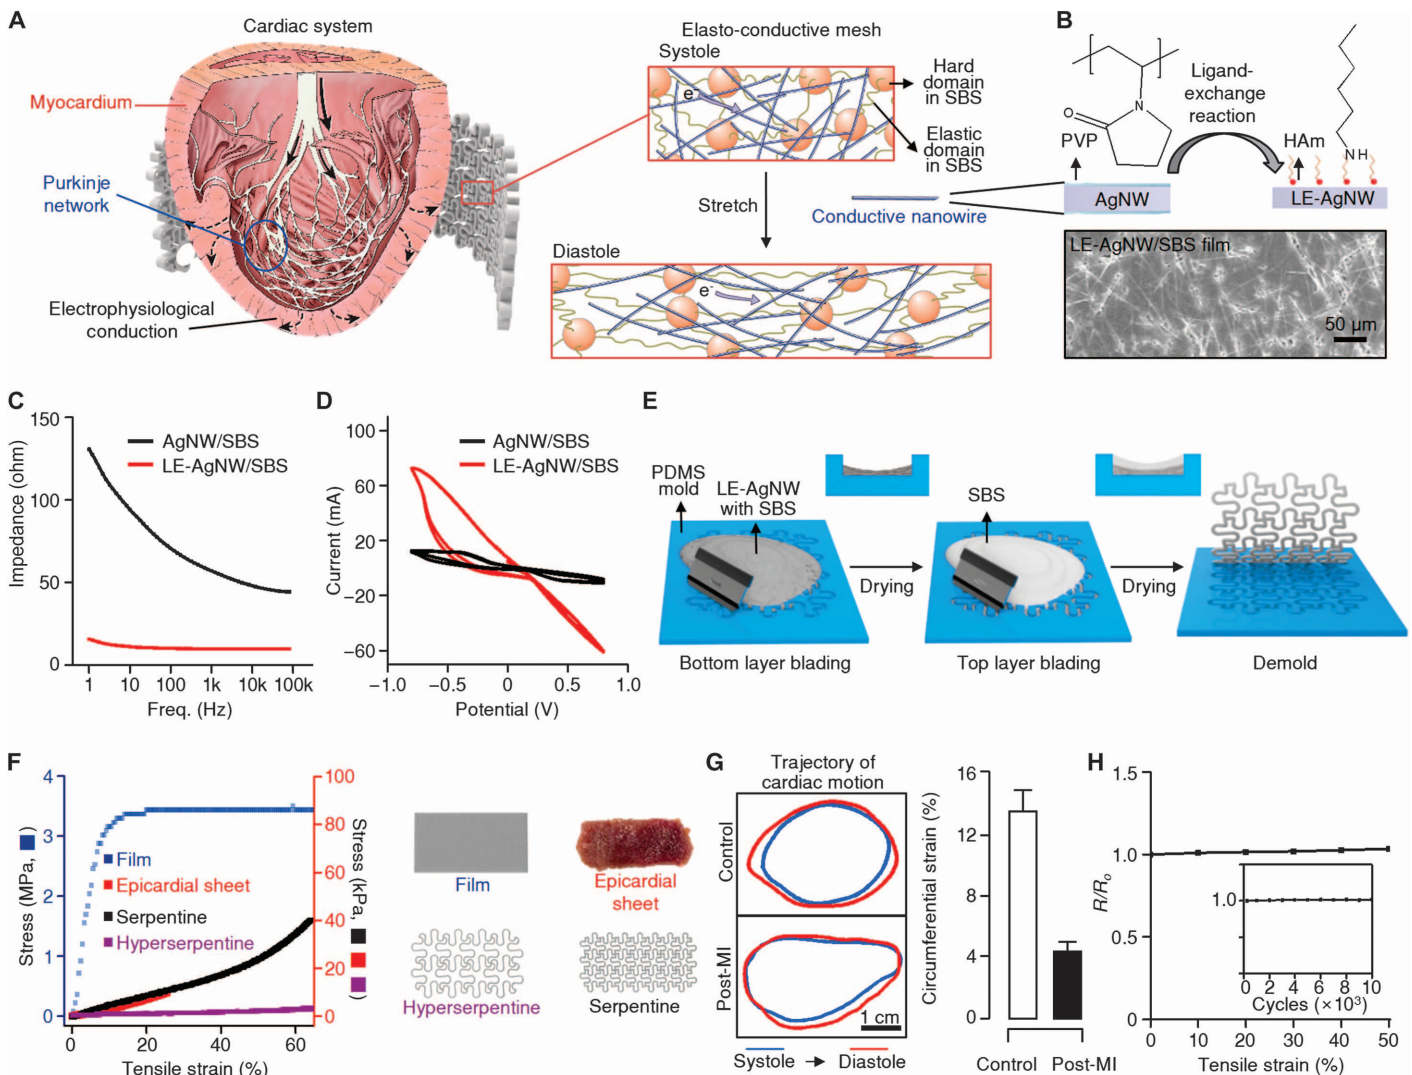 A
Cardiac system
Myocardium
Purkinje
network
Electrophysiological
conduction
Elasto-conductive mesh
Systole
e-
Hard
domain
in SBS
Elastic
domain
in SBS
Stretch
Conductive nanowire
Diastole
e-
B
Ligand-
exchange
reaction
N
O
PVP
AgNW
HAm
NH
LE-AgNW
LE-AgNW/SBS film
50 µm
C
Impedance (ohm)
150
100
50
0
AgNW/SBS
LE-AgNW/SBS
1 10 100 1k 10k 100k
Freq. (Hz)
D
Current (mA)
100
60
20
−20
−60
AgNW/SBS
LE-AgNW/SBS
−1.0 −0.5 0 0.5 1.0
Potential (V)
E
PDMS
mold
LE-AgNW
with SBS
SBS
Drying
Drying
Bottom layer blading
Top layer blading
Demold
F
Stress (MPa, )
4
3
2
1
0
Film
Epicardial sheet
Serpentine
Hyperserpentine
100
80
60
40
20
0
Stress (kPa, )
0 20 40 60
Tensile strain (%)
Film
Epicardial
sheet
Hyperserpentine
Serpentine
G
Trajectory of
cardiac motion
Control
Post-MI
1 cm
Systole → Diastole
Circumferential strain (%)
16
12
8
4
0
Control Post-MI
H
R/Ro
1.5
1.0
0.5
0
1.0
0 2 4 6 8 10
Cycles (×10³)
0 10 20 30 40 50
Tensile strain (%)